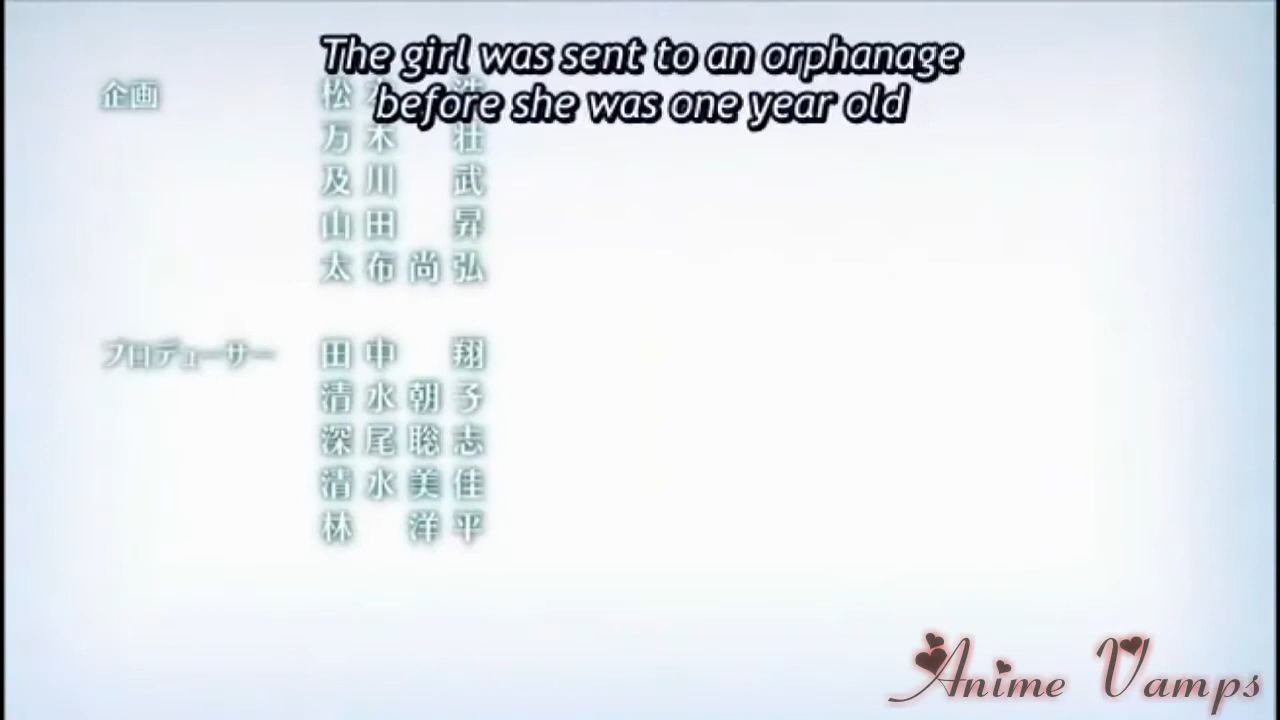 The girl was sent to an orphanage
before she was one year old
企画
万木 壮
及川 武
山田 昇
太布尚弘
プロデューサー 田中 翔
清水朝子
深尾聡志
清水美佳
林 洋平
Anime Vamps